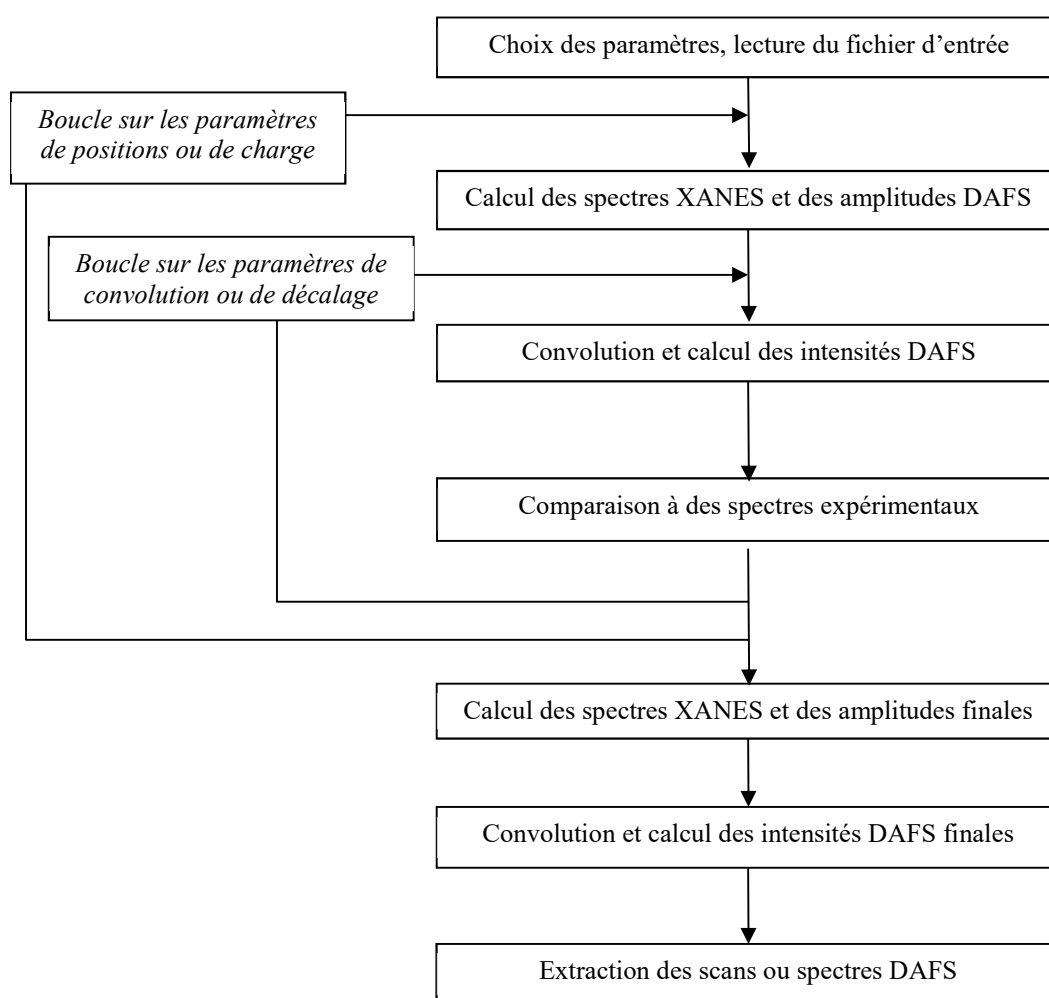 Choix des paramètres, lecture du fichier d’entrée
Boucle sur les paramètres
de positions ou de charge
Calcul des spectres XANES et des amplitudes DAFS
Boucle sur les paramètres de
convolution ou de décalage
Convolution et calcul des intensités DAFS
Comparaison à des spectres expérimentaux
Calcul des spectres XANES et des amplitudes finales
Convolution et calcul des intensités DAFS finales
Extraction des scans ou spectres DAFS